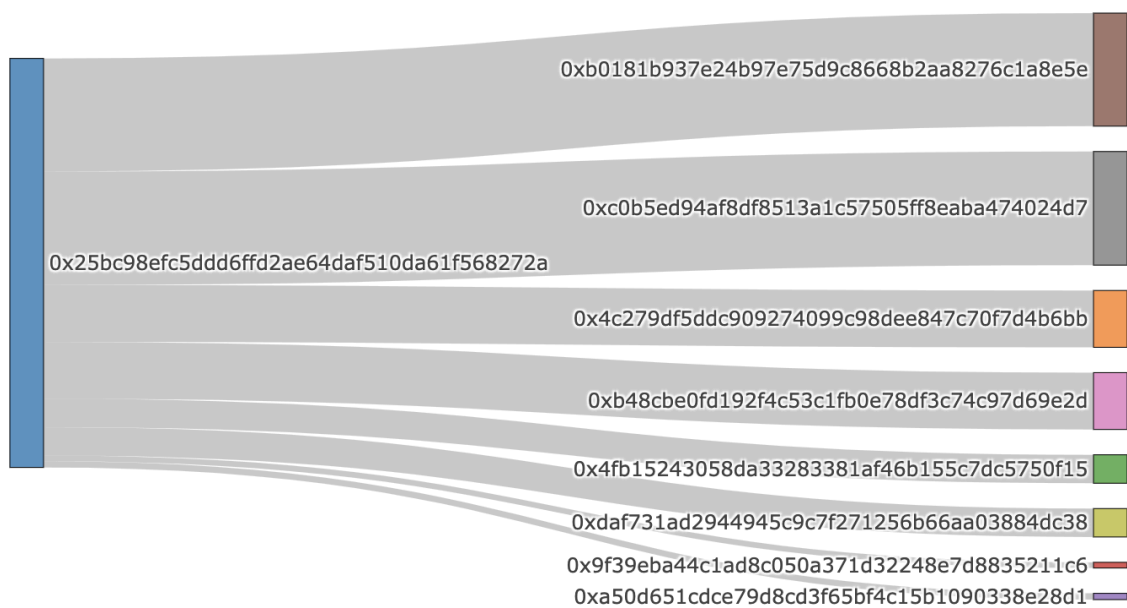 0xb0181b937e24b97e75d9c8668b2aa8276c1a8e5e
0xc0b5ed94af8df8513a1c57505ff8eaba474024d7
0x25bc98efc5ddd6ffd2ae64daf510da61f568272a
0x4c279df5ddc909274099c98dee847c70f7d4b6bb
0xb48cbe0fd192f4c53c1fb0e78df3c74c97d69e2d
0x4fb15243058da33283381af46b155c7dc5750f15
0xdaf731ad2944945c9c7f271256b66aa03884dc38
0x9f39eba44c1ad8c050a371d32248e7d8835211c6
0xa50d651cdce79d8cd3f65bf4c15b1090338e28d1